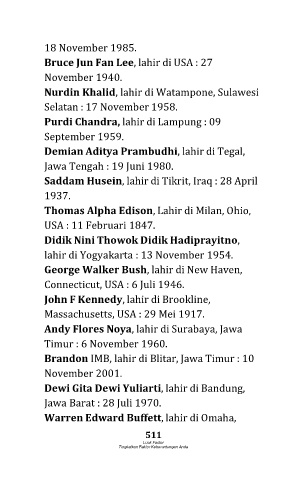 18 November 1985.
Bruce Jun Fan Lee, lahir di USA : 27
November 1940.
Nurdin Khalid, lahir di Watampone, Sulawesi
Selatan : 17 November 1958.
Purdi Chandra, lahir di Lampung : 09
September 1959.
Demian Aditya Prambudhi, lahir di Tegal,
Jawa Tengah : 19 Juni 1980.
Saddam Husein, lahir di Tikrit, Iraq : 28 April
1937.
Thomas Alpha Edison, Lahir di Milan, Ohio,
USA : 11 Februari 1847.
Didik Nini Thowok Didik Hadiprayitno,
lahir di Yogyakarta : 13 November 1954.
George Walker Bush, lahir di New Haven,
Connecticut, USA : 6 Juli 1946.
John F Kennedy, lahir di Brookline,
Massachusetts, USA : 29 Mei 1917.
Andy Flores Noya, lahir di Surabaya, Jawa
Timur : 6 November 1960.
Brandon IMB, lahir di Blitar, Jawa Timur : 10
November 2001.
Dewi Gita Dewi Yuliarti, lahir di Bandung,
Jawa Barat : 28 Juli 1970.
Warren Edward Buffett, lahir di Omaha,
511
Luck Factor
Tingkatkan Faktor Keberuntungan Anda